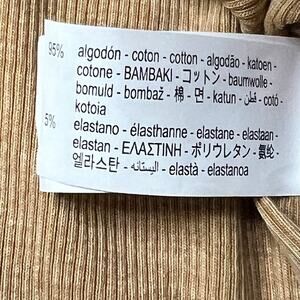 95% algodón - coton - cotton - algodão - katoen -
cotone - ΒΑΜΒΑΚΙ - コットン - baumwolle -
bomuld - bombaž - 棉 - 면 - katun - قطن - cotó -
kotoia
5% elastano - élasthanne - elastane - elastaan -
elastan - ΕΛΑΣΤΙΝΗ - ポリウレタン - 氨纶 -
엘라스탄 - اليستانه - elastà - elastanoa